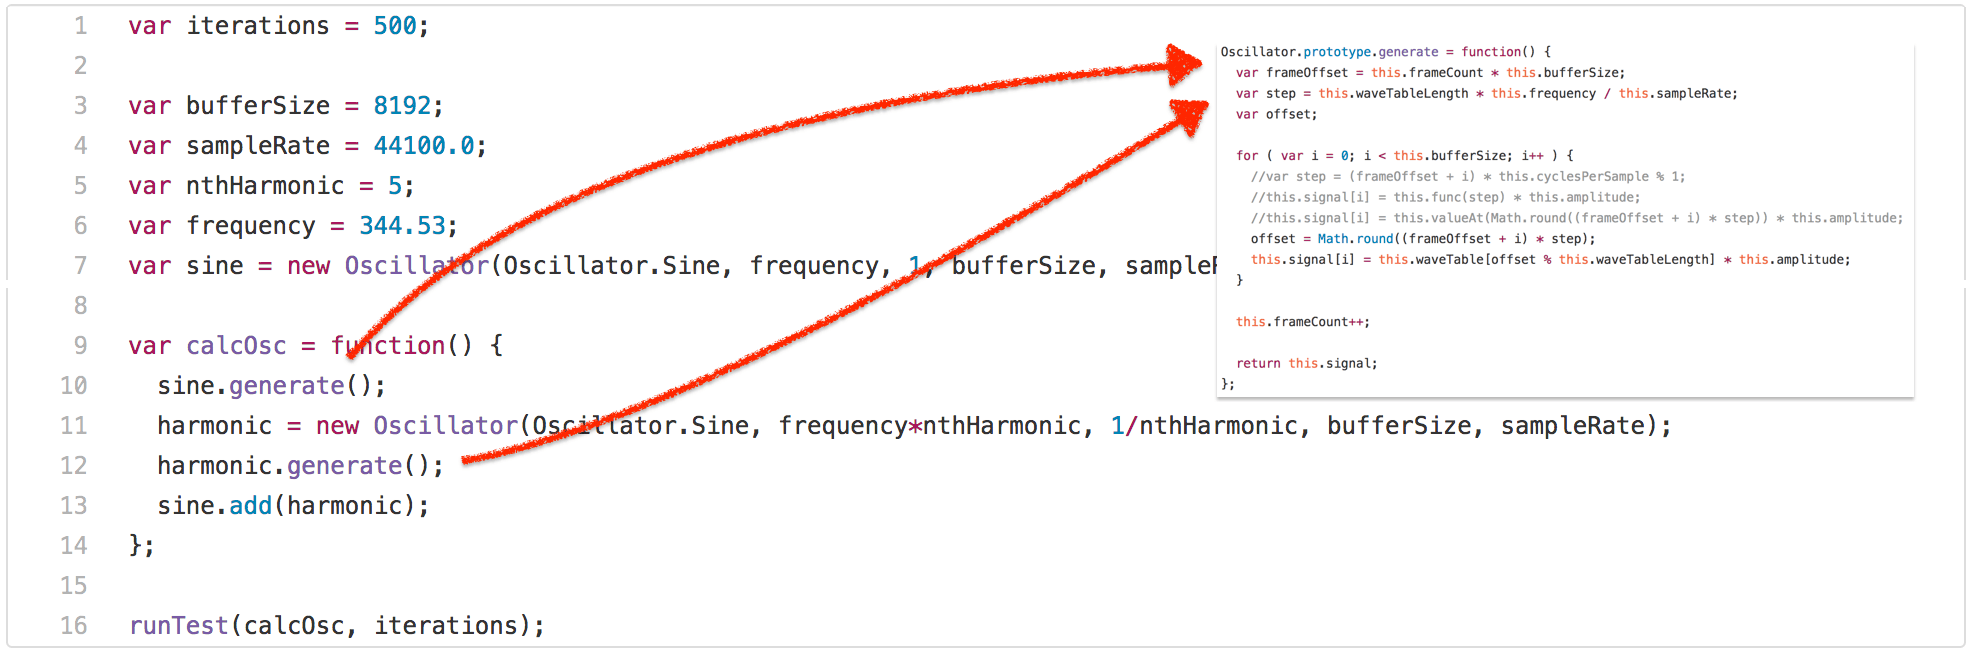 1 var iterations = 500;
2
3 var bufferSize = 8192;
4 var sampleRate = 44100.0;
5 var nthHarmonic = 5;
6 var frequency = 344.53;
7 var sine = new Oscillator(Oscillator.Sine, frequency, 1, bufferSize,
8
9 var calcOsc = function() {
10 sine.generate();
11 harmonic = new Oscillator(Oscillator.Sine, frequency*nthHarmonic, 1/nthHarmonic, bufferSize, sampleRate);
12 harmonic.generate();
13 sine.add(harmonic);
14 };
15
16 runTest(calcOsc, iterations);
Oscillator.prototype.generate = function() {
var frameOffset = this.frameCount * this.bufferSize;
var step = this.waveTableLength * this.frequency / this.sampleRate;
var offset;
for ( var i = 0; i < this.bufferSize; i++ ) {
//var step = (frameOffset + i) * this.cyclesPerSample % 1;
//this.signal[i] = this.func(step) * this.amplitude;
//this.signal[i] = this.valueAt(Math.round((frameOffset + i) * step)) * this.amplitude;
offset = Math.round((frameOffset + i) * step);
this.signal[i] = this.waveTable[offset % this.waveTableLength] * this.amplitude;
}
this.frameCount++;
return this.signal;
};